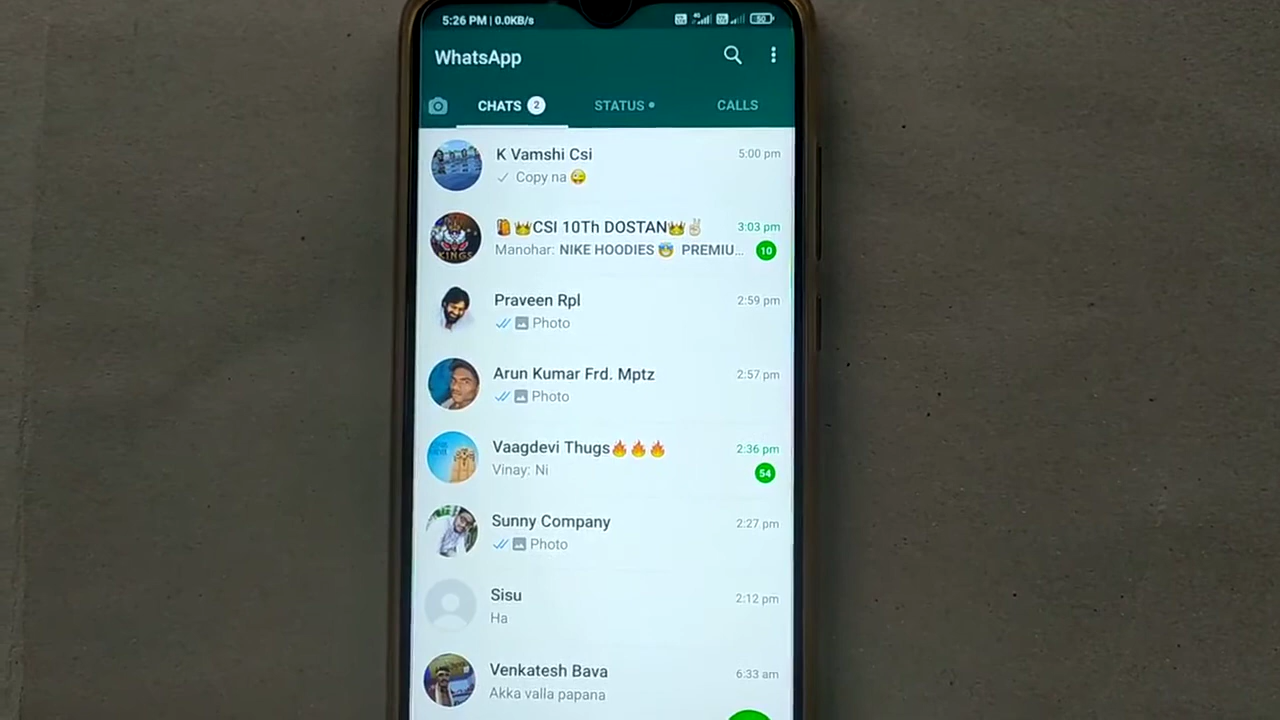 5:26 PM | 0.0KB/s 4G 50
WhatsApp
CHATS 2 STATUS • CALLS
K Vamshi Csi 5:00 pm
✓ Copy na 😜
🎒👑CSI 10Th DOSTAN👑✌ 3:03 pm
Manohar: NIKE HOODIES 😇 PREMIU... 10
KINGS
Praveen Rpl 2:59 pm
Photo
Arun Kumar Frd. Mptz 2:57 pm
Photo
Vaagdevi Thugs🔥🔥🔥 2:36 pm
Vinay: Ni 54
Sunny Company 2:27 pm
Photo
Sisu 2:12 pm
Ha
Venkatesh Bava 6:33 am
Akka valla papana